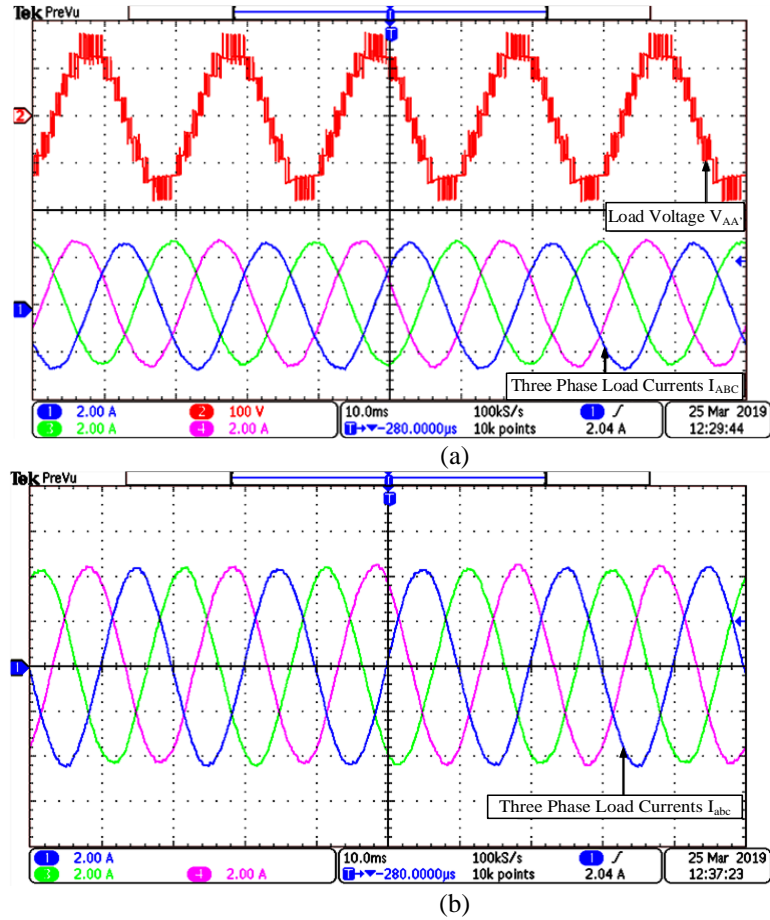 Tek PreVu
T
2
Load Voltage V_AA'
1
Three Phase Load Currents I_ABC
1 2.00 A 2 100 V 10.0ms 100kS/s 1 25 Mar 2019
3 2.00 A 4 2.00 A T→▼−280.0000µs 10k points 2.04 A 12:29:44
(a)
Tek PreVu
T
1
Three Phase Load Currents I_abc
1 2.00 A 10.0ms 100kS/s 1 25 Mar 2019
3 2.00 A 4 2.00 A T→▼−280.0000µs 10k points 2.04 A 12:37:23
(b)